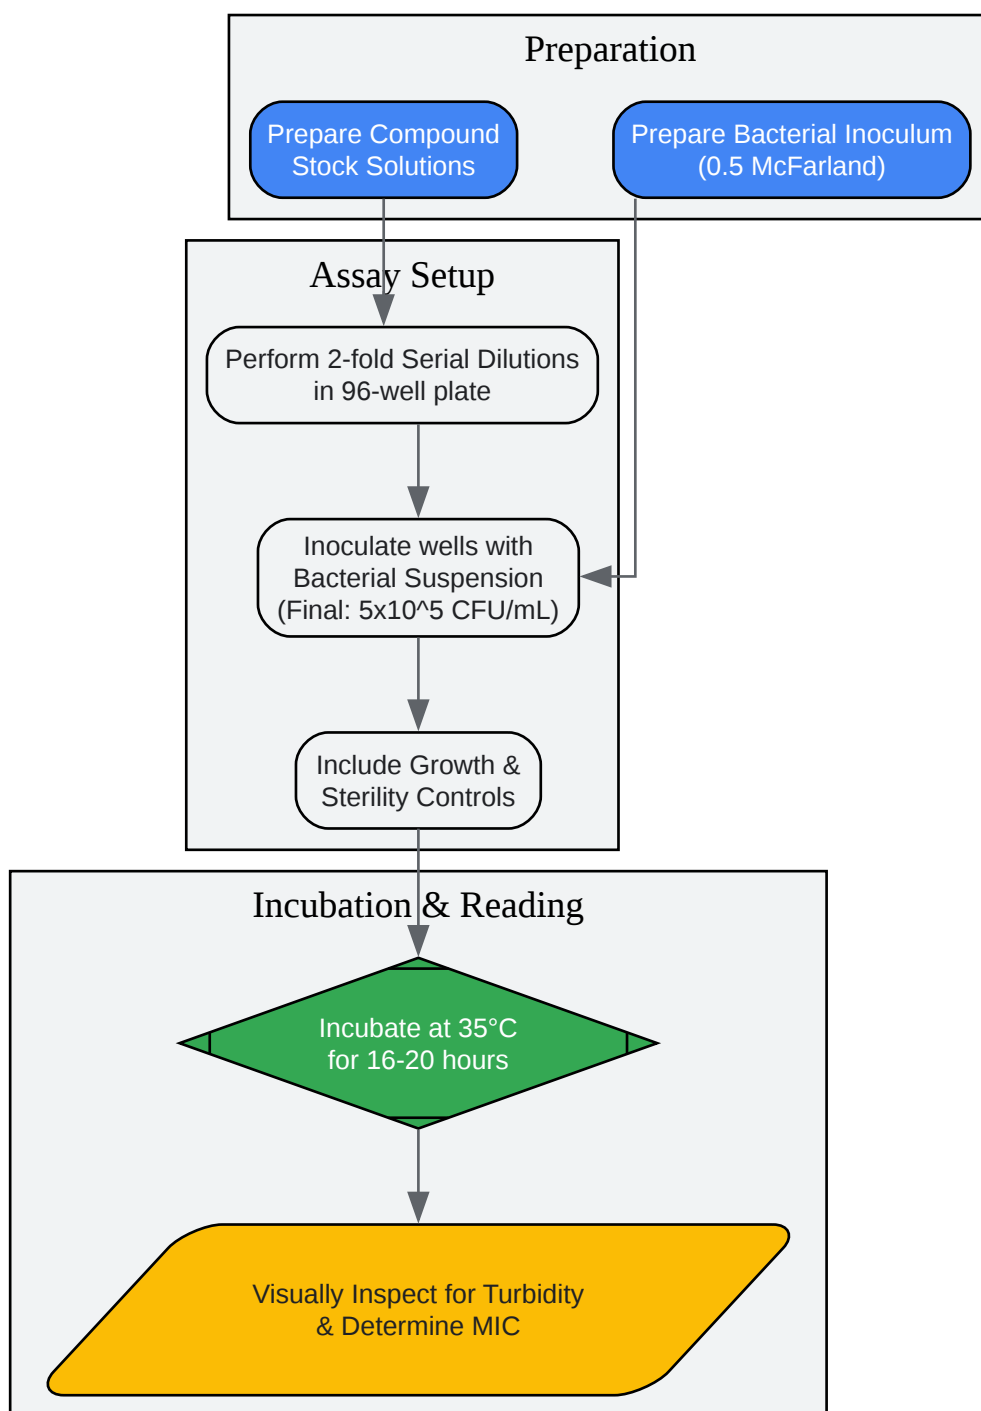 Preparation
Prepare Compound
Stock Solutions
Prepare Bacterial Inoculum
(0.5 McFarland)
Assay Setup
Perform 2-fold Serial Dilutions
in 96-well plate
Inoculate wells with
Bacterial Suspension
(Final: 5x10^5 CFU/mL)
Include Growth &
Sterility Controls
Incubation & Reading
Incubate at 35°C
for 16-20 hours
Visually Inspect for Turbidity
& Determine MIC